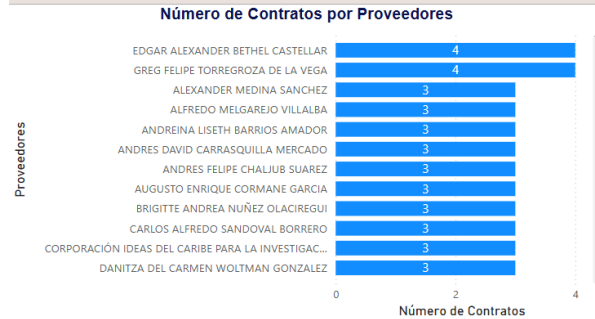 Número de Contratos por Proveedores
Proveedores
EDGAR ALEXANDER BETHEL CASTELLAR 4
GREG FELIPE TORREGROZA DE LA VEGA 4
ALEXANDER MEDINA SANCHEZ 3
ALFREDO MELGAREJO VILLALBA 3
ANDREINA LISETH BARRIOS AMADOR 3
ANDRES DAVID CARRASQUILLA MERCADO 3
ANDRES FELIPE CHALJUB SUAREZ 3
AUGUSTO ENRIQUE CORMANE GARCIA 3
BRIGITTE ANDREA NUÑEZ OLACIREGUI 3
CARLOS ALFREDO SANDOVAL BORRERO 3
CORPORACIÓN IDEAS DEL CARIBE PARA LA INVESTIGAC... 3
DANITZA DEL CARMEN WOLTMAN GONZALEZ 3
0 2 4
Número de Contratos